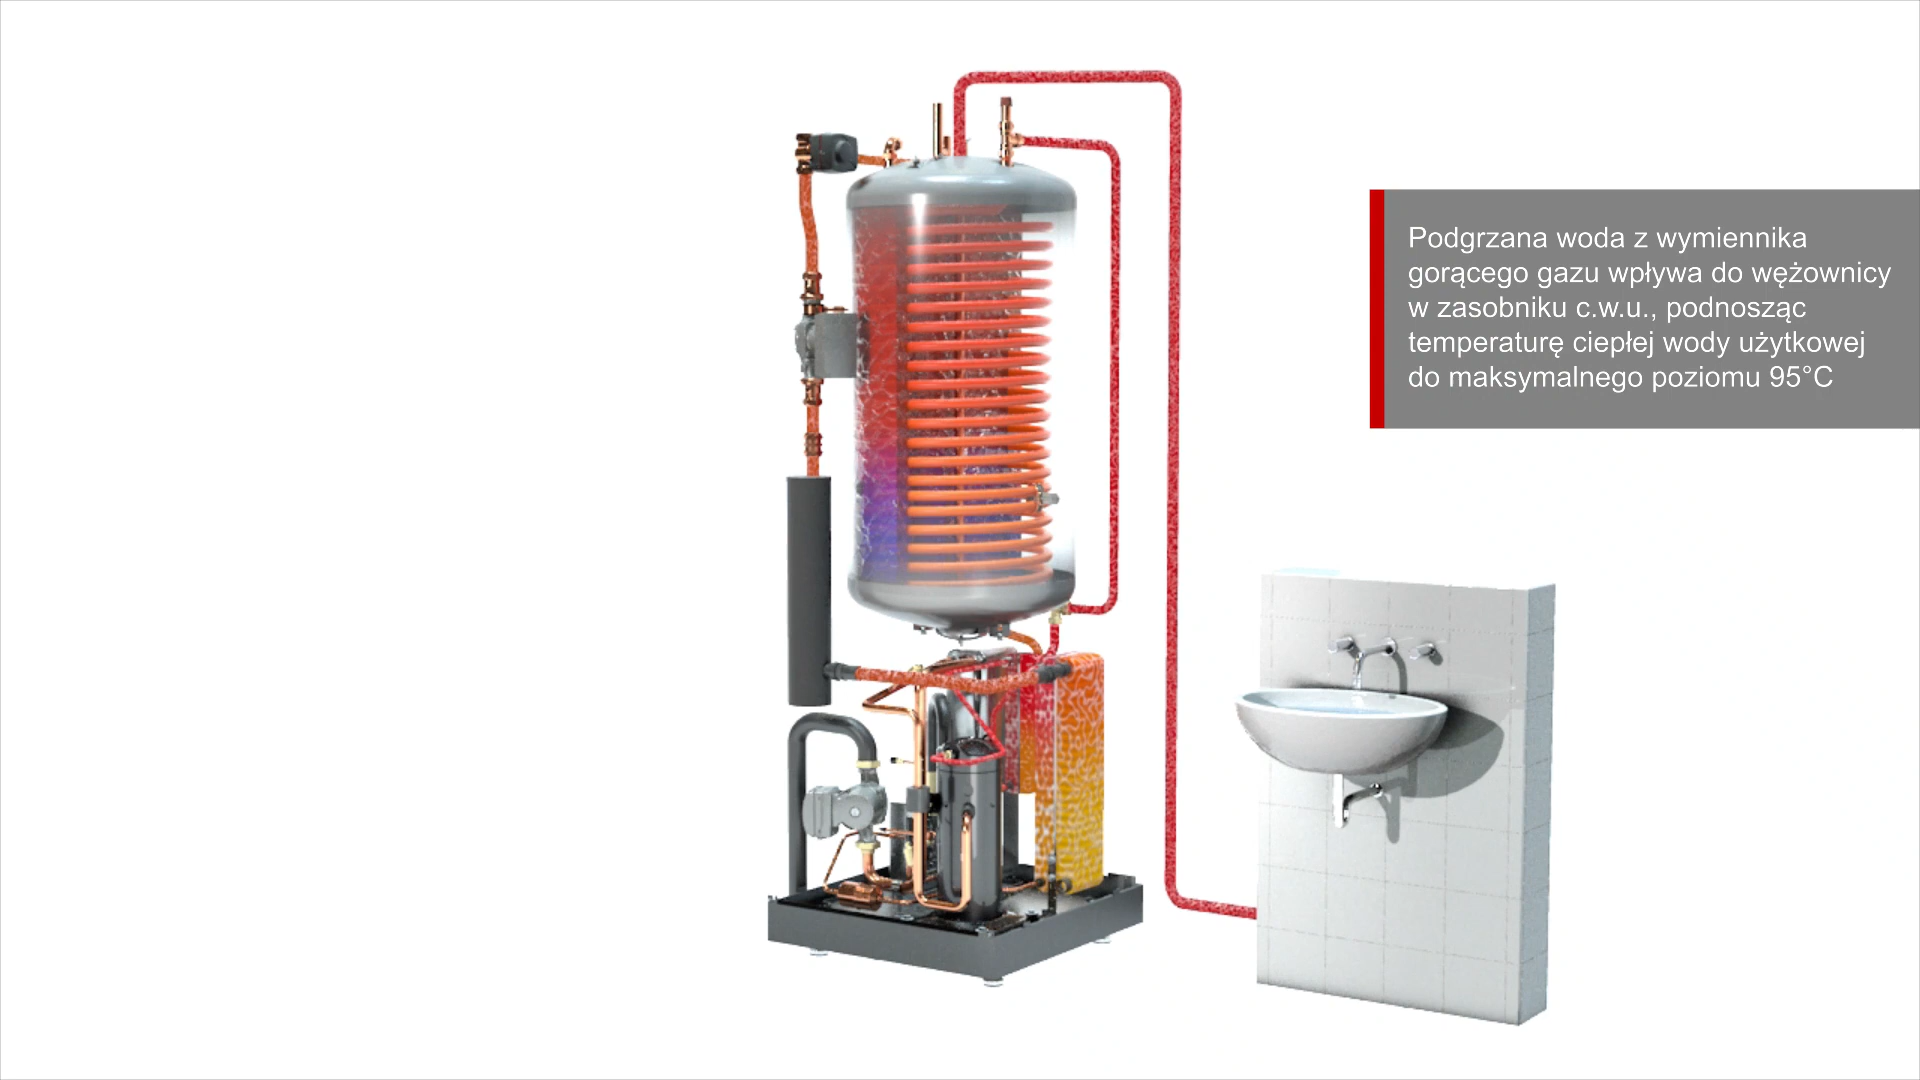 Podgrzana woda z wymiennika
gorącego gazu wpływa do wężownicy
w zasobniku c.w.u., podnosząc
temperaturę ciepłej wody użytkowej
do maksymalnego poziomu 95°C